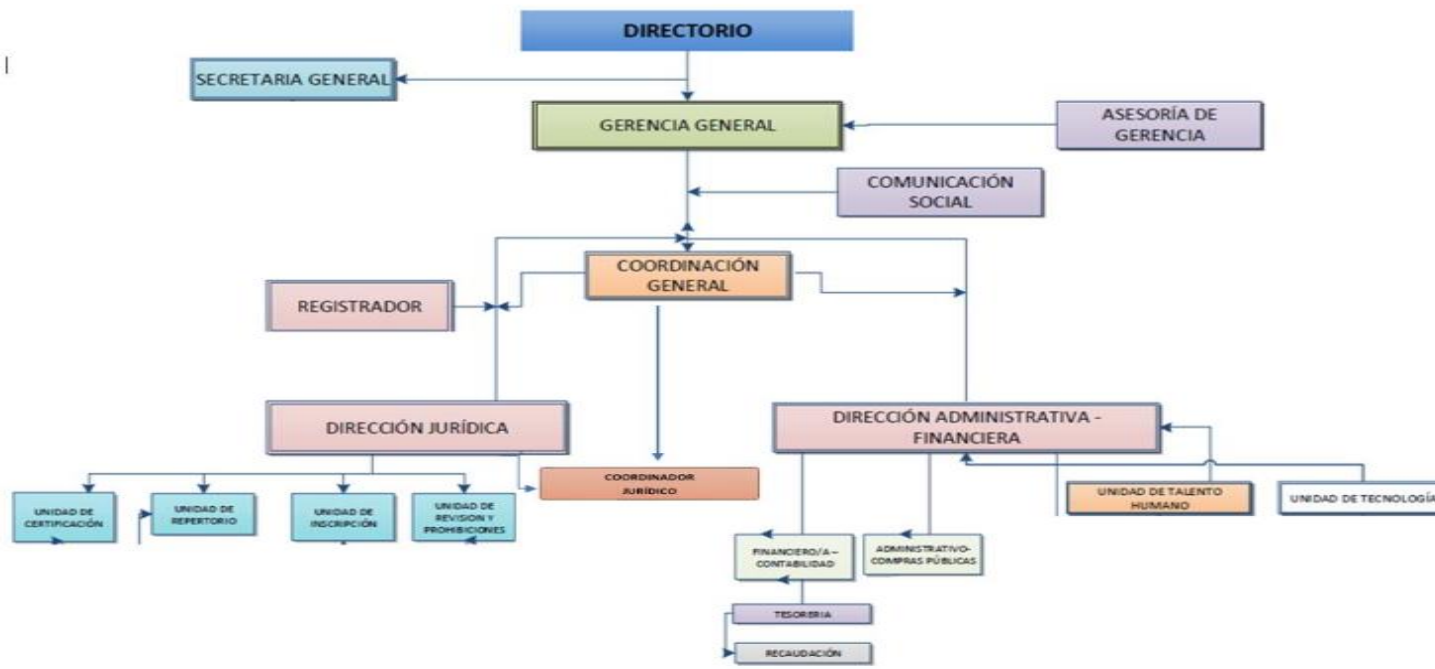 DIRECTORIO
SECRETARIA GENERAL
GERENCIA GENERAL
ASESORÍA DE
GERENCIA
COMUNICACIÓN
SOCIAL
COORDINACIÓN
GENERAL
REGISTRADOR
DIRECCIÓN JURÍDICA
DIRECCIÓN ADMINISTRATIVA -
FINANCIERA
COORDINADOR
JURÍDICO
UNIDAD DE
CERTIFICACIÓN
UNIDAD DE
REPERTORIO
UNIDAD DE
INSCRIPCIÓN
UNIDAD DE
REVISION Y
PROHIBICIONES
UNIDAD DE TALENTO
HUMANO
UNIDAD DE TECNOLOGÍA
FINANCIERO/A –
CONTABILIDAD
ADMINISTRATIVO-
COMPRAS PÚBLICAS
TESORERIA
RECAUDACIÓN